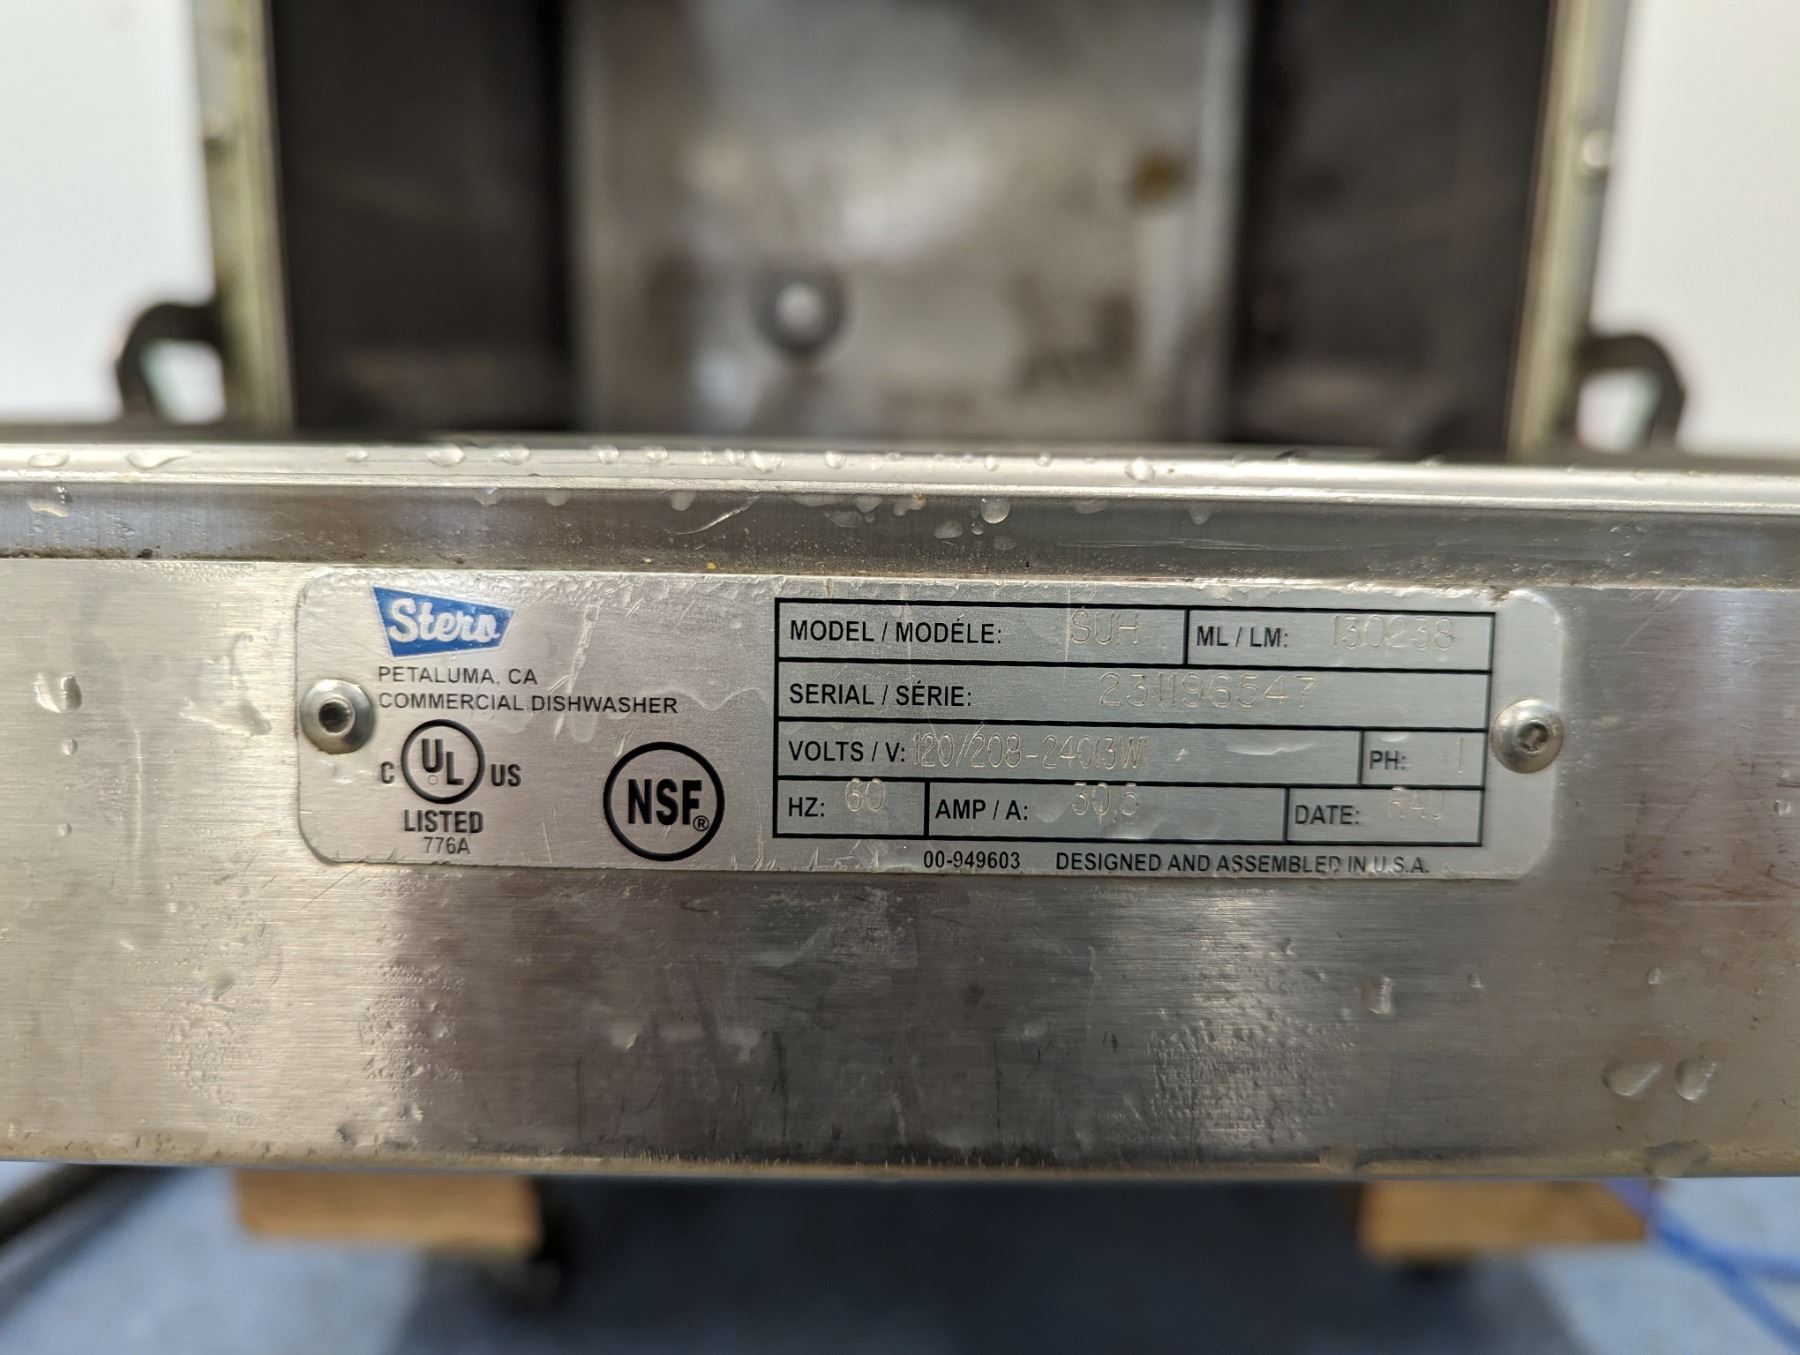 Stero
PETALUMA, CA
COMMERCIAL DISHWASHER
C UL US
LISTED
776A
NSF®
MODEL / MODÉLE: SUH ML / LM: 130238
SERIAL / SÉRIE: 231196547
VOLTS / V: 120/208-240(3W) PH: 1
HZ: 60 AMP / A: 30.5 DATE:
00-949603 DESIGNED AND ASSEMBLED IN U.S.A.